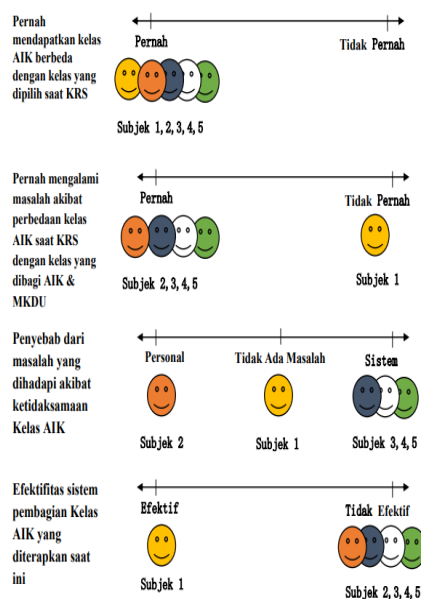 Pernah
mendapatkan kelas
AIK berbeda
dengan kelas yang
dipilih saat KRS
Pernah
Tidak Pernah
Subjek 1,2,3,4,5
Pernah mengalami
masalah akibat
perbedaan kelas
AIK saat KRS
dengan kelas yang
dibagi AIK &
MKDU
Pernah
Tidak Pernah
Subjek 2,3,4,5
Subjek 1
Penyebab dari
masalah yang
dihadapi akibat
ketidaksamaan
Kelas AIK
Personal
Tidak Ada Masalah
Sistem
Subjek 2
Subjek 1
Subjek 3,4,5
Efektifitas sistem
pembagian Kelas
AIK yang
diterapkan saat
ini
Efektif
Tidak Efektif
Subjek 1
Subjek 2,3,4,5